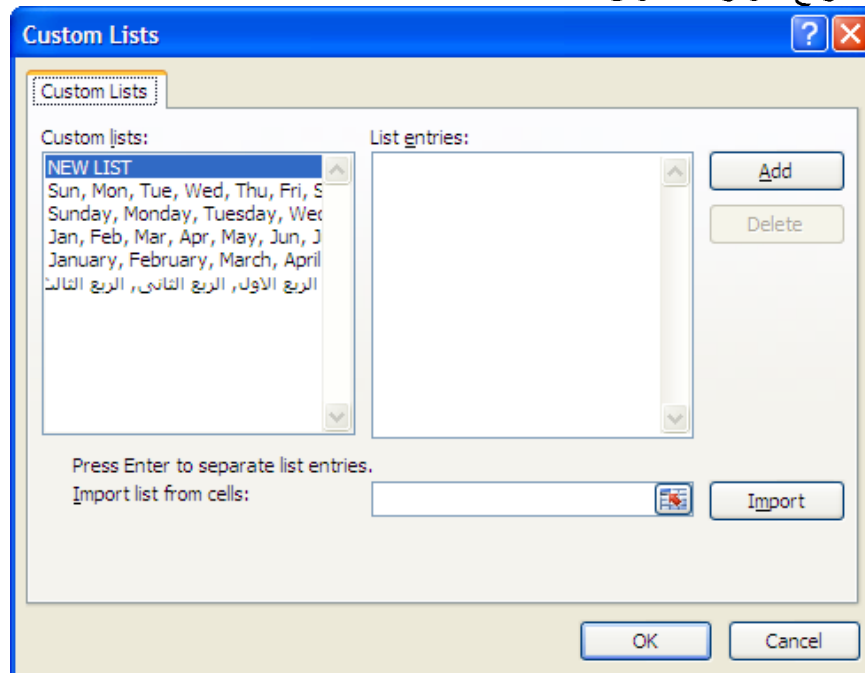 Custom Lists
Custom Lists
Custom lists:
List entries:
NEW LIST
Sun, Mon, Tue, Wed, Thu, Fri, S
Sunday, Monday, Tuesday, Wed
Jan, Feb, Mar, Apr, May, Jun, J
January, February, March, April
الربع الاول, الربع الثانى, الربع الثالث
Add
Delete
Press Enter to separate list entries.
Import list from cells:
Import
OK
Cancel